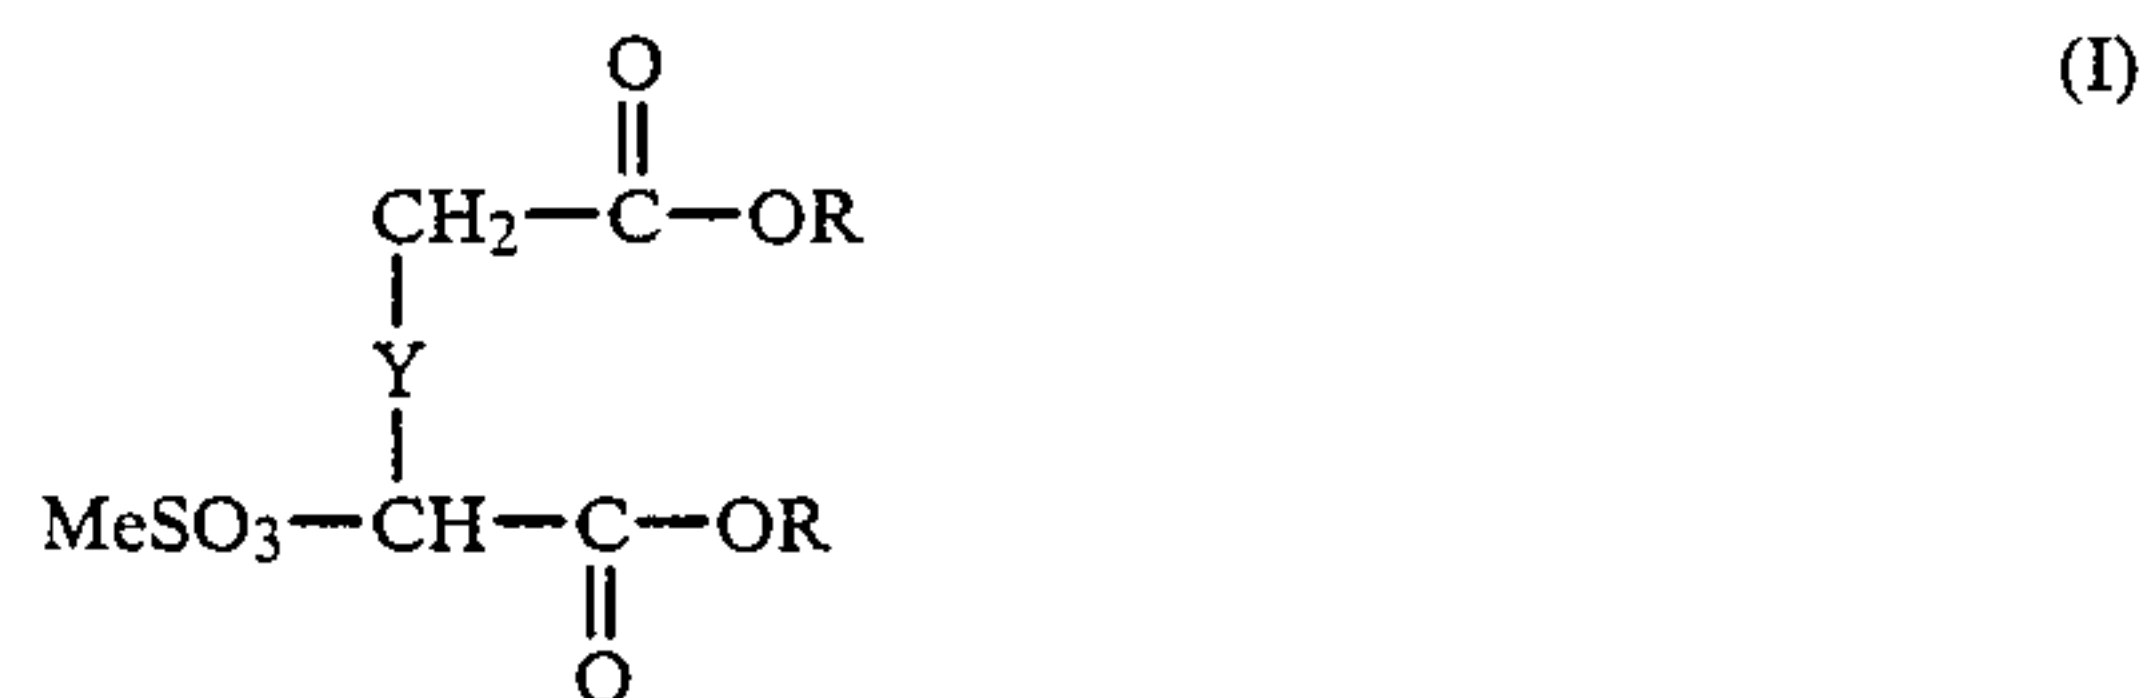 O (I)
CH₂—C—OR
Y
MeSO₃—CH—C—OR
O